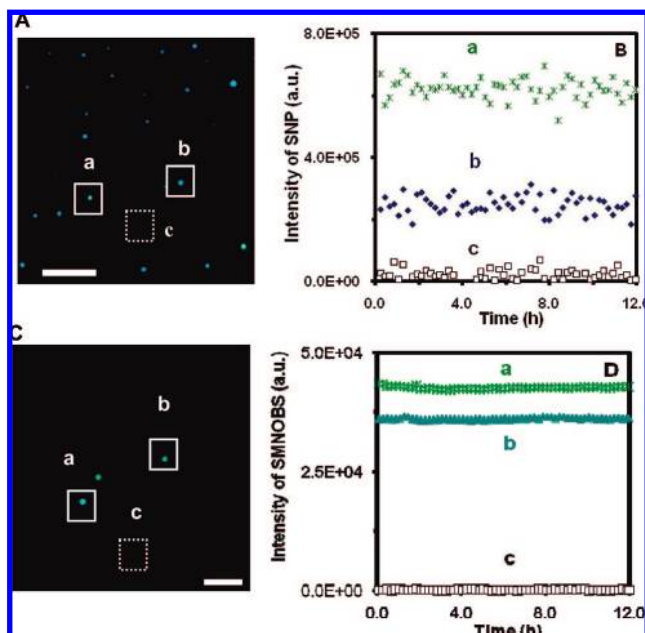 A
a
b
c
8.0E+05
4.0E+05
0.0E+00
Intensity of SNP (a.u.)
a
B
b
c
0.0
4.0
8.0
12.0
Time (h)
C
b
a
c
5.0E+04
2.5E+04
0.0E+00
Intensity of SMNOBS (a.u.)
a
D
b
c
0.0
4.0
8.0
12.0
Time (h)